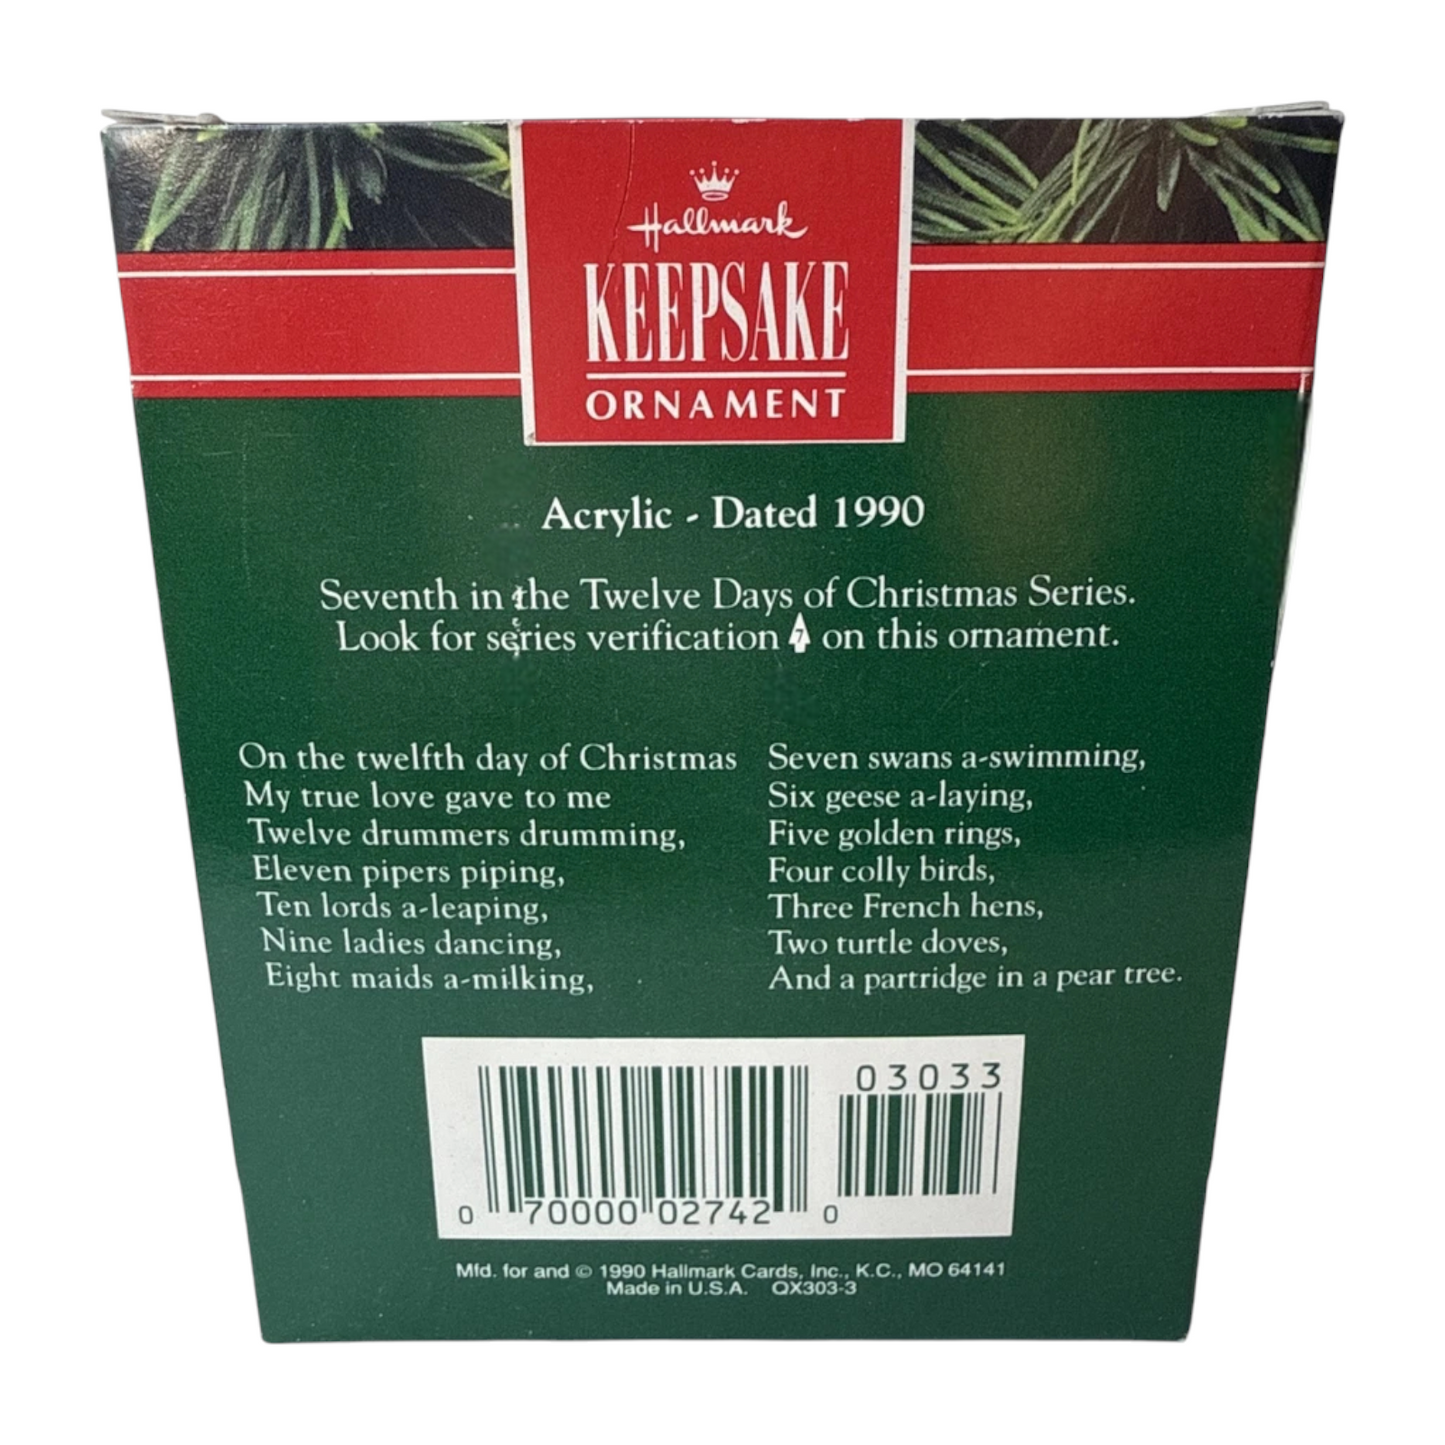 Hallmark
KEEPSAKE
ORNAMENT
Acrylic - Dated 1990
Seventh in the Twelve Days of Christmas Series.
Look for series verification 7 on this ornament.
On the twelfth day of Christmas
My true love gave to me
Twelve drummers drumming,
Eleven pipers piping,
Ten lords a-leaping,
Nine ladies dancing,
Eight maids a-milking,
Seven swans a-swimming,
Six geese a-laying,
Five golden rings,
Four colly birds,
Three French hens,
Two turtle doves,
And a partridge in a pear tree.
03033
0 70000 02742 0
Mfd. for and © 1990 Hallmark Cards, Inc., K.C., MO 64141
Made in U.S.A. QX303-3